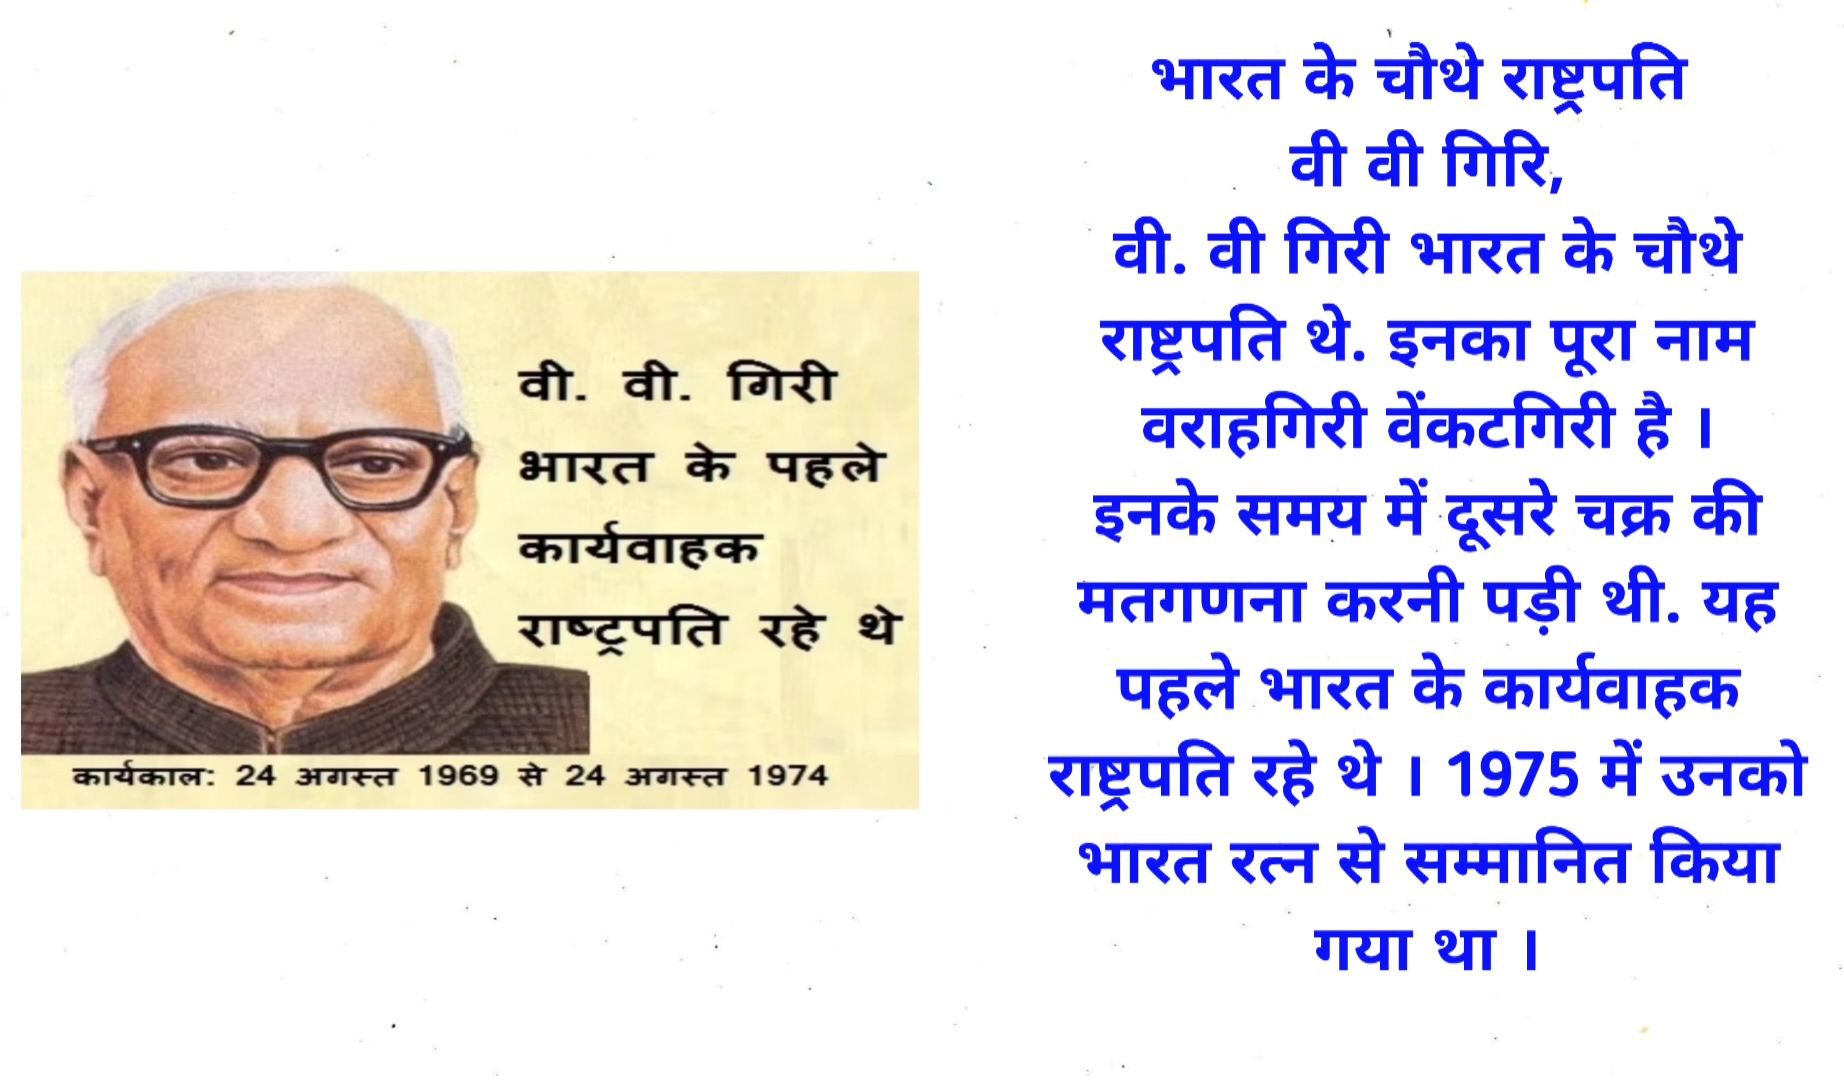 वी. वी. गिरी
भारत के पहले
कार्यवाहक
राष्ट्रपति रहे थे
कार्यकाल: 24 अगस्त 1969 से 24 अगस्त 1974
भारत के चौथे राष्ट्रपति
वी वी गिरि,
वी. वी गिरी भारत के चौथे
राष्ट्रपति थे. इनका पूरा नाम
वराहगिरी वेंकटगिरी है ।
इनके समय में दूसरे चक्र की
मतगणना करनी पड़ी थी. यह
पहले भारत के कार्यवाहक
राष्ट्रपति रहे थे । 1975 में उनको
भारत रत्न से सम्मानित किया
गया था ।